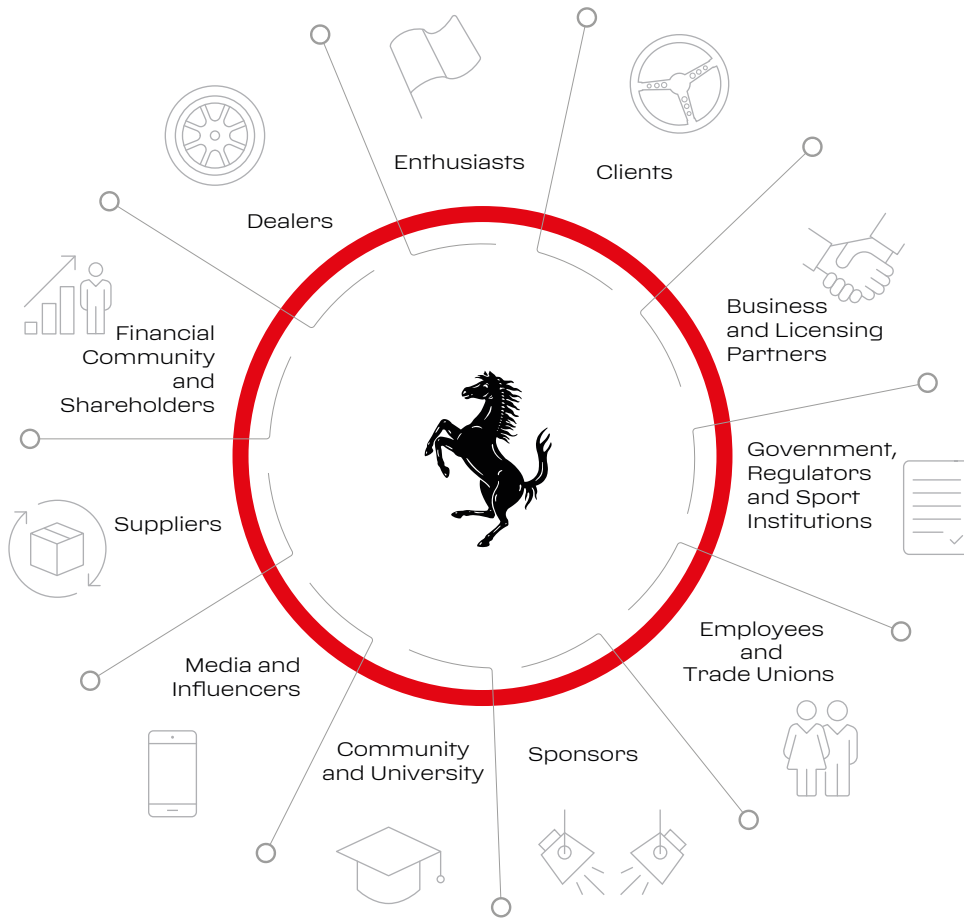 Enthusiasts
Clients
Dealers
Business
and Licensing
Partners
Financial
Community
and
Shareholders
Government,
Regulators
and Sport
Institutions
Suppliers
Employees
and
Trade Unions
Media and
Influencers
Community
and University
Sponsors